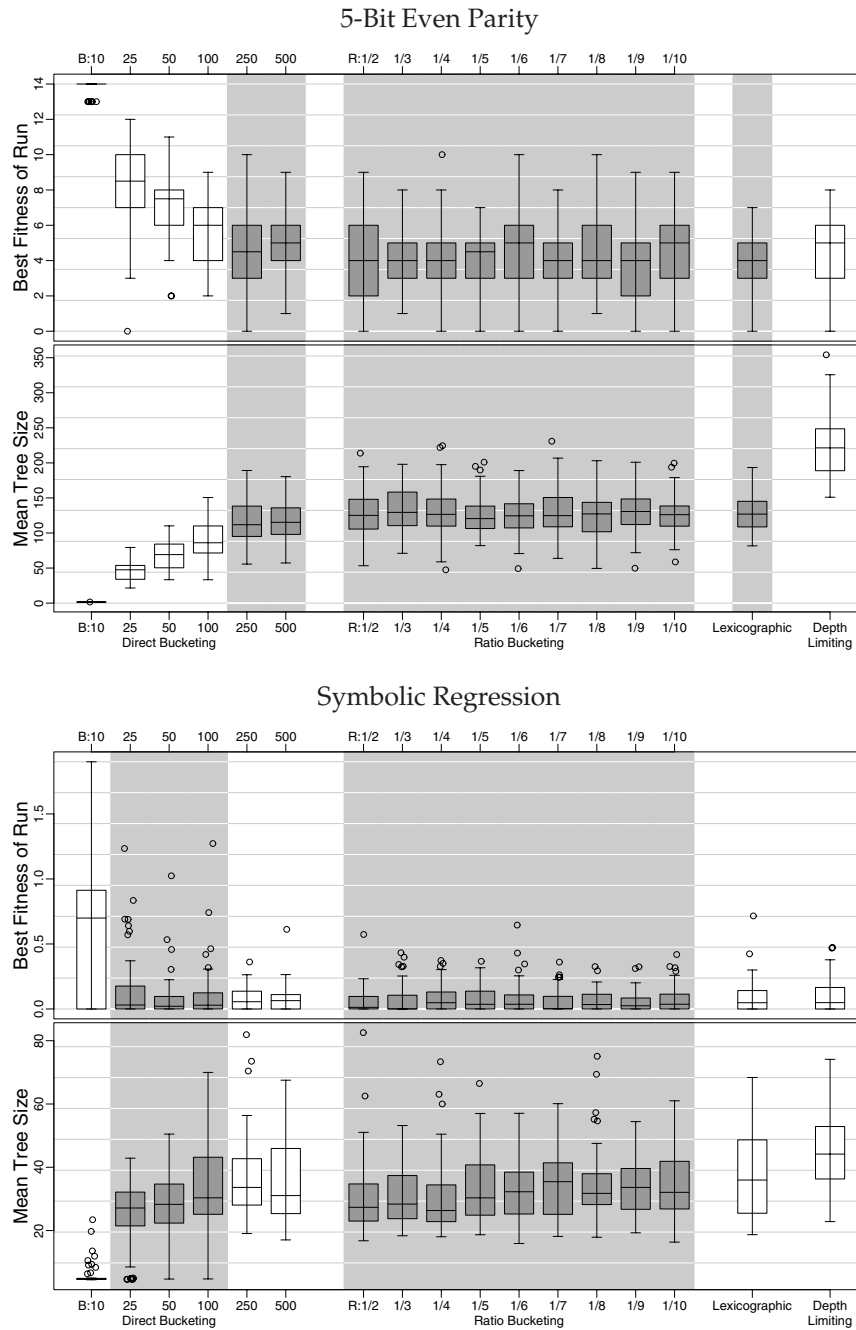 5-Bit Even Parity
B:10 25 50 100 250 500 R:1/2 1/3 1/4 1/5 1/6 1/7 1/8 1/9 1/10
Best Fitness of Run
14
12
10
8
6
4
2
0
Mean Tree Size
350
300
250
200
150
100
50
0
B:10 25 50 100 250 500 R:1/2 1/3 1/4 1/5 1/6 1/7 1/8 1/9 1/10 Lexicographic Depth
Direct Bucketing Ratio Bucketing Limiting
Symbolic Regression
B:10 25 50 100 250 500 R:1/2 1/3 1/4 1/5 1/6 1/7 1/8 1/9 1/10
Best Fitness of Run
1.5
1.0
0.5
0.0
Mean Tree Size
80
60
40
20
B:10 25 50 100 250 500 R:1/2 1/3 1/4 1/5 1/6 1/7 1/8 1/9 1/10 Lexicographic Depth
Direct Bucketing Ratio Bucketing Limiting